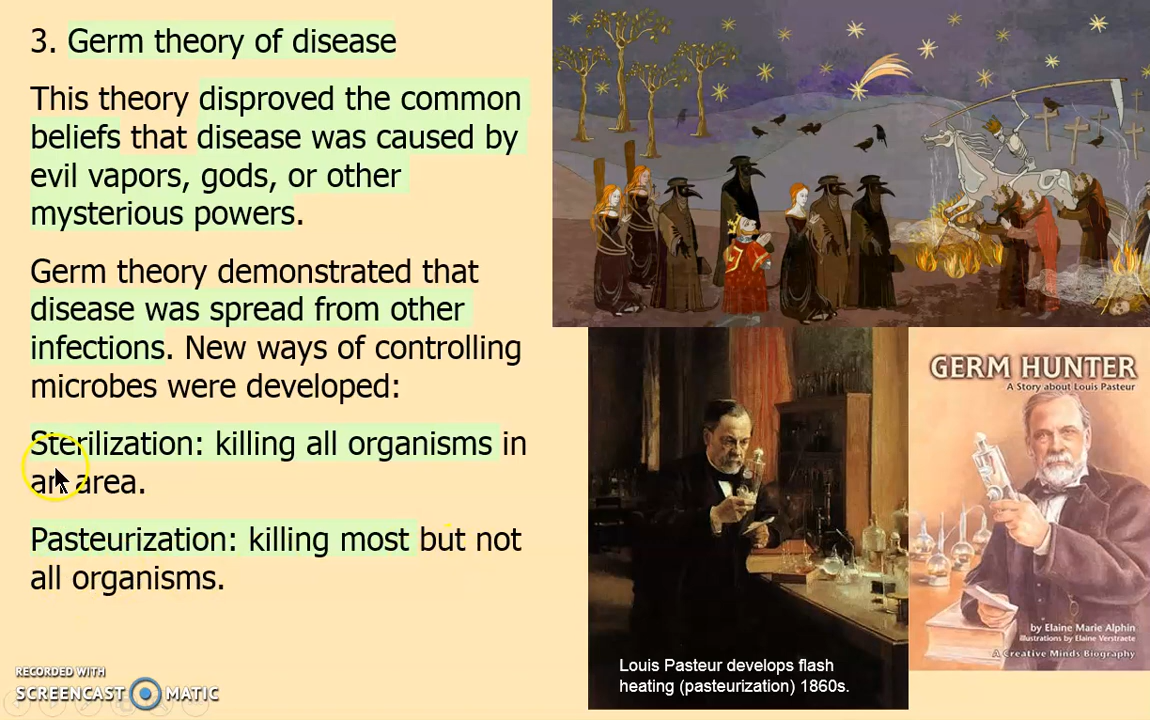 3. Germ theory of disease
This theory disproved the common
beliefs that disease was caused by
evil vapors, gods, or other
mysterious powers.
Germ theory demonstrated that
disease was spread from other
infections. New ways of controlling
microbes were developed:
Sterilization: killing all organisms in
an area.
Pasteurization: killing most but not
all organisms.
RECORDED WITH
SCREENCAST MATIC
Louis Pasteur develops flash
heating (pasteurization) 1860s.
GERM HUNTER
A Story about Louis Pasteur
by Elaine Marie Alphin
illustrations by Elaine Verstraete
A Creative Minds Biography